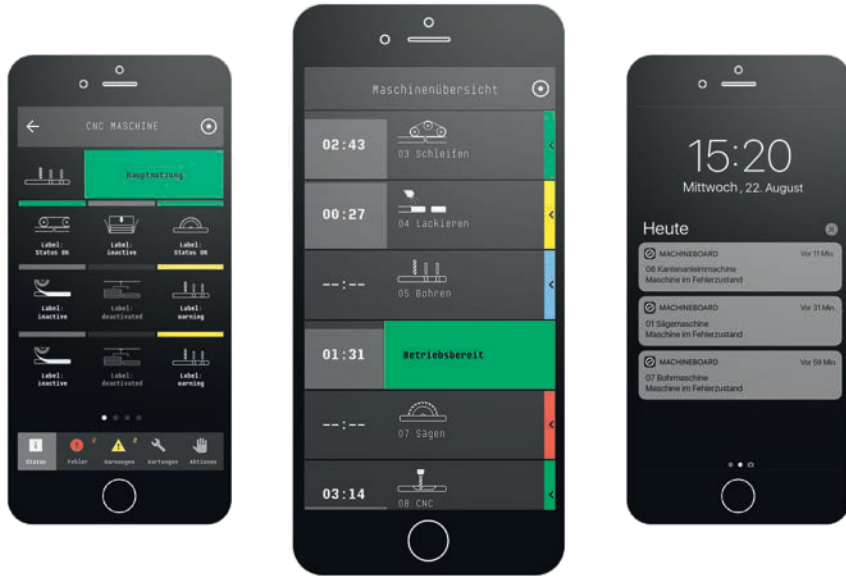 CNC MASCHINE
Hauptnutzung
Label:
Status OK
Label:
inactive
Label:
Status OK
Label:
inactive
Label:
deactivated
Label:
warning
Label:
inactive
Label:
deactivated
Label:
warning
Status
Fehler
Warnungen
Wartungen
Aktionen
Maschinenübersicht
02:43
03 Schleifen
00:27
04 Lackieren
--:--
05 Bohren
01:31
Betriebsbereit
--:--
07 Sägen
03:14
08 CNC
15:20
Mittwoch, 22. August
Heute
MACHINEBOARD Vor 11 Min.
06 Kantenanleimmaschine
Maschine im Fehlerzustand
MACHINEBOARD Vor 31 Min.
01 Sägemaschine
Maschine im Fehlerzustand
MACHINEBOARD Vor 59 Min.
07 Bohrmaschine
Maschine im Fehlerzustand